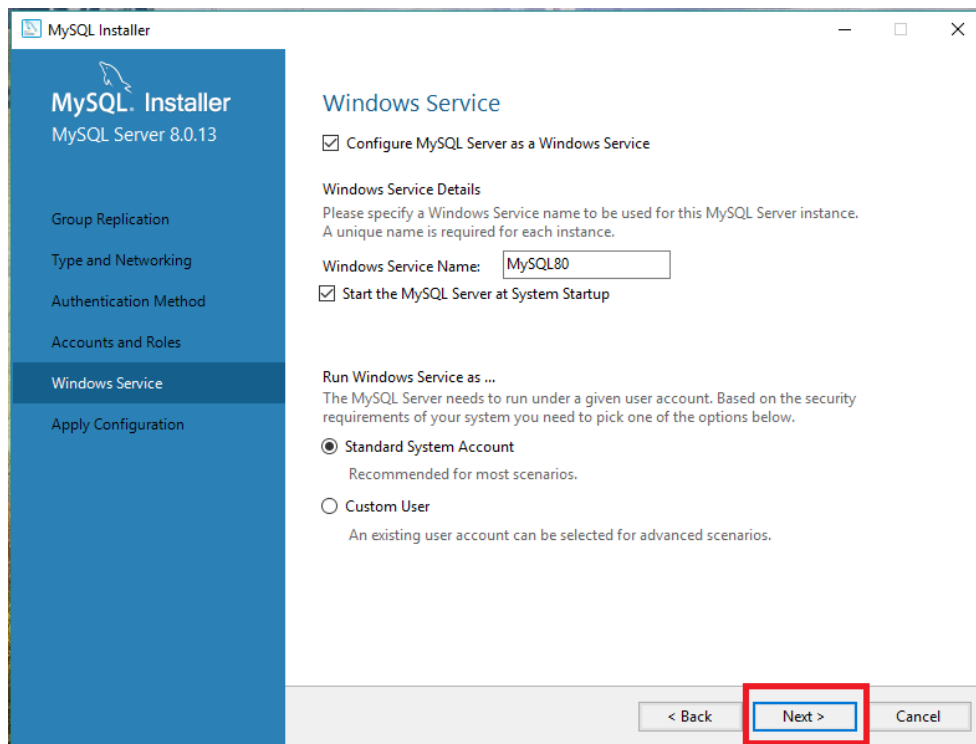 MySQL Installer
MySQL. Installer
MySQL Server 8.0.13
Group Replication
Type and Networking
Authentication Method
Accounts and Roles
Windows Service
Apply Configuration
Windows Service
Configure MySQL Server as a Windows Service
Windows Service Details
Please specify a Windows Service name to be used for this MySQL Server instance.
A unique name is required for each instance.
Windows Service Name: MySQL80
Start the MySQL Server at System Startup
Run Windows Service as ...
The MySQL Server needs to run under a given user account. Based on the security
requirements of your system you need to pick one of the options below.
Standard System Account
Recommended for most scenarios.
Custom User
An existing user account can be selected for advanced scenarios.
< Back Next > Cancel